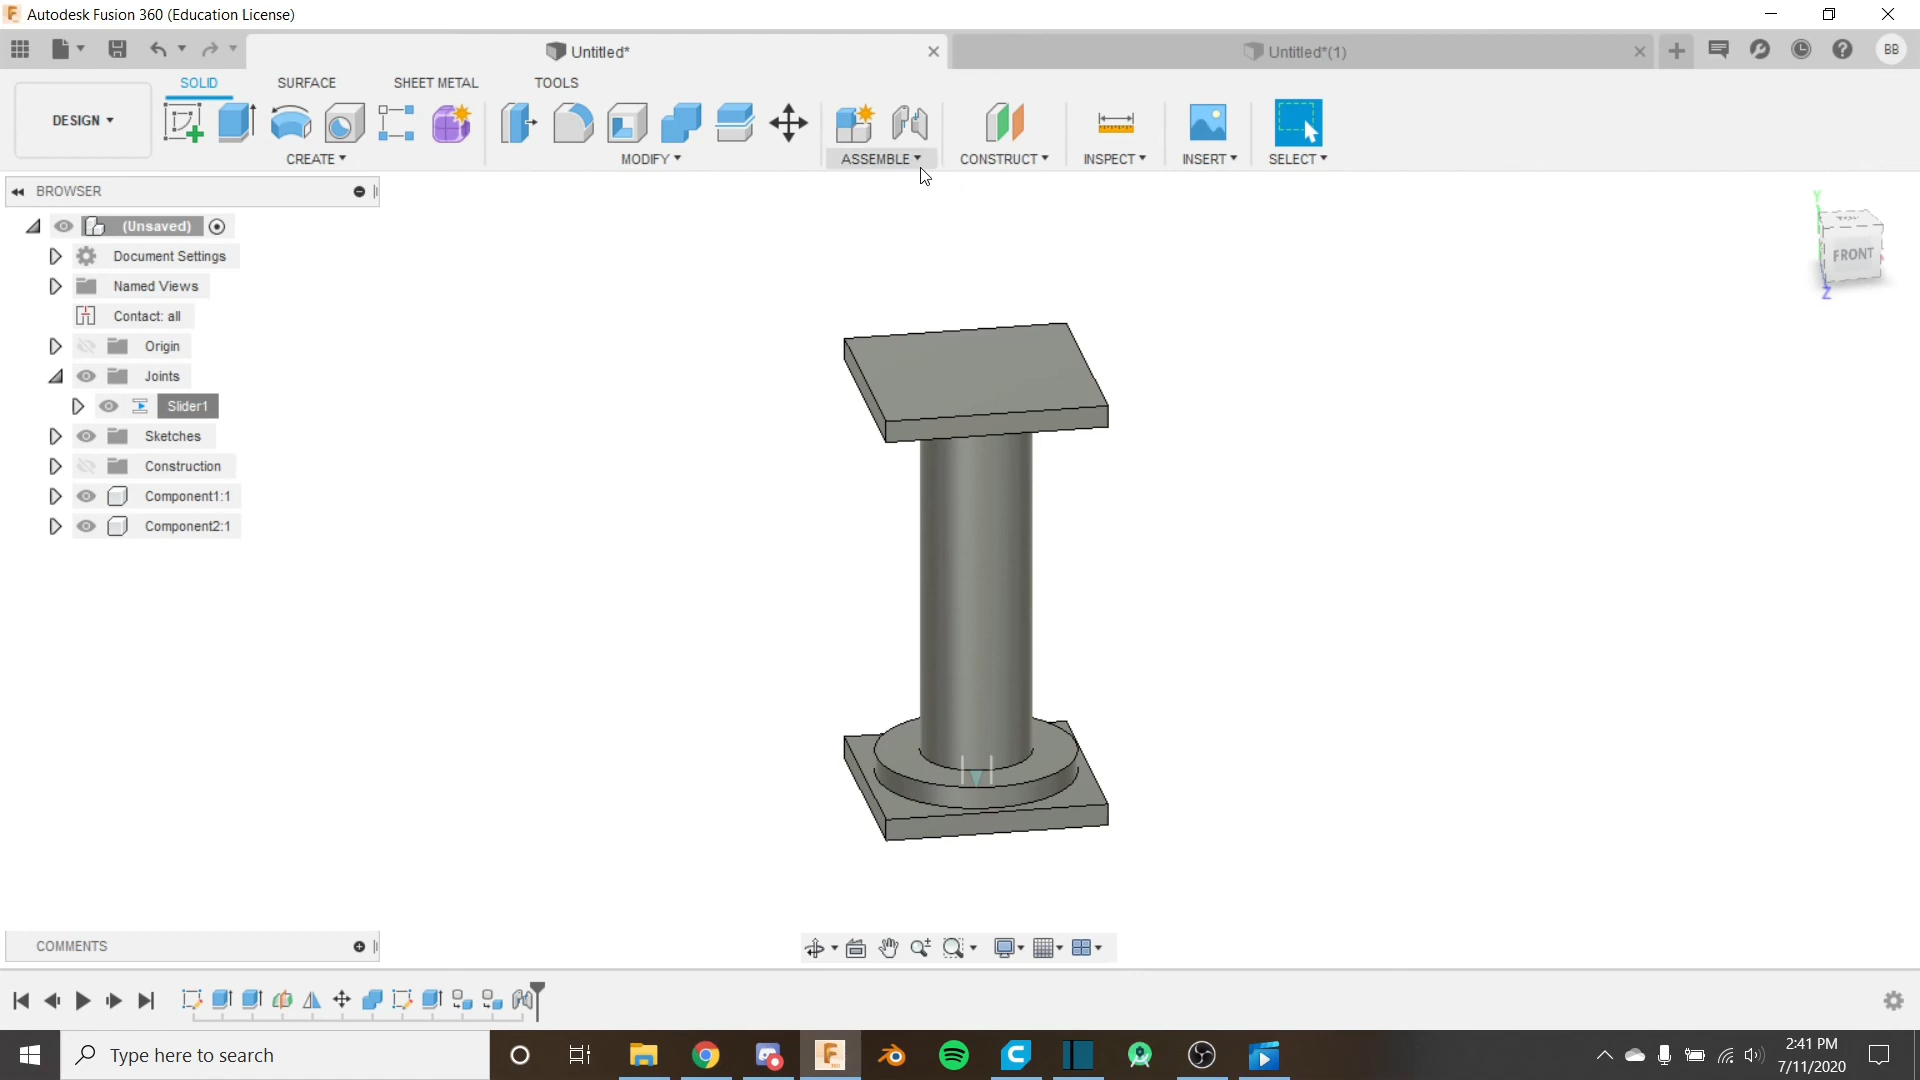 Autodesk Fusion 360 (Education License)
Untitled*
Untitled*(1)
BB
DESIGN
SOLID
SURFACE
SHEET METAL
TOOLS
CREATE
MODIFY
ASSEMBLE
CONSTRUCT
INSPECT
INSERT
SELECT
BROWSER
(Unsaved)
Document Settings
Named Views
Contact: all
Origin
Joints
Slider1
Sketches
Construction
Component1:1
Component2:1
Y
TOP
FRONT
Z
COMMENTS
Type here to search
2:41 PM
7/11/2020